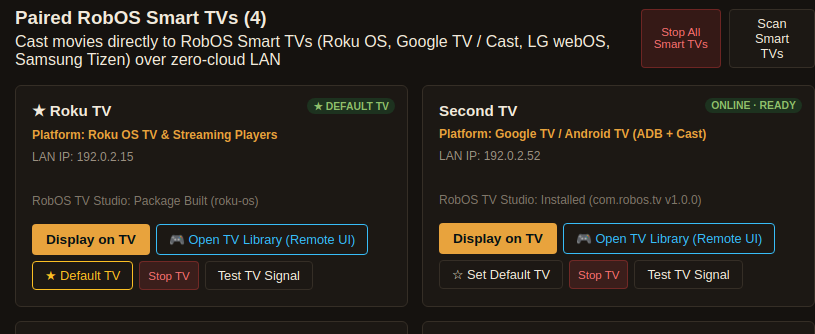 Paired RobOS Smart TVs (4)
Cast movies directly to RobOS Smart TVs (Roku OS, Google TV / Cast, LG webOS,
Samsung Tizen) over zero-cloud LAN
Stop All
Smart TVs
Scan
Smart
TVs
★ Roku TV
★ DEFAULT TV
Platform: Roku OS TV & Streaming Players
LAN IP: 192.0.2.15
RobOS TV Studio: Package Built (roku-os)
Display on TV
🎮 Open TV Library (Remote UI)
★ Default TV
Stop TV
Test TV Signal
Second TV
ONLINE · READY
Platform: Google TV / Android TV (ADB + Cast)
LAN IP: 192.0.2.52
RobOS TV Studio: Installed (com.robos.tv v1.0.0)
Display on TV
🎮 Open TV Library (Remote UI)
☆ Set Default TV
Stop TV
Test TV Signal